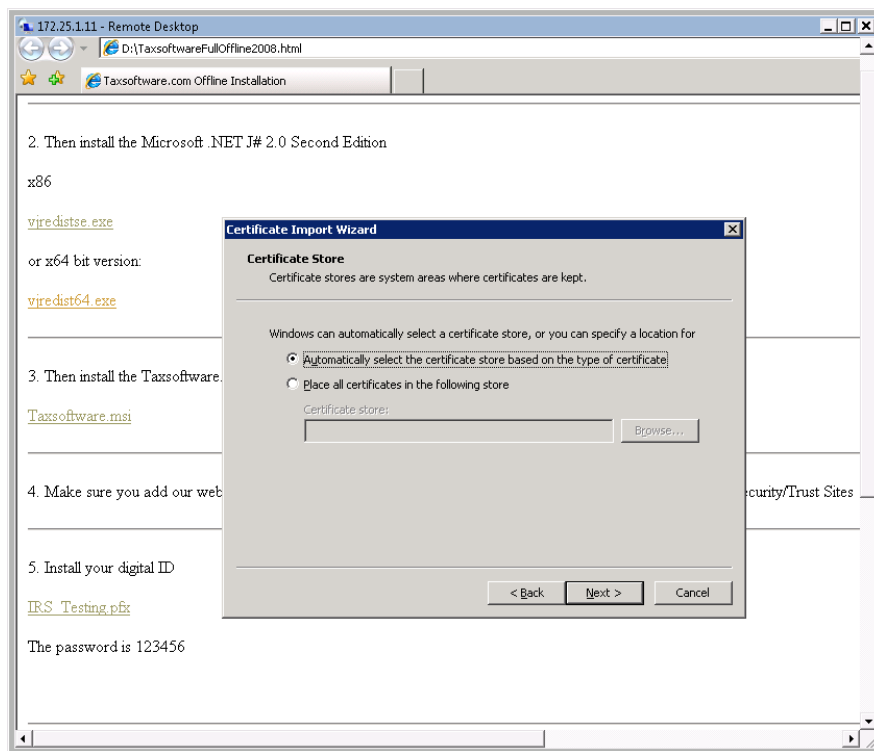 172.25.1.11 - Remote Desktop
D:\TaxsoftwareFullOffline2008.html
Taxsoftware.com Offline Installation
2. Then install the Microsoft .NET J# 2.0 Second Edition
x86
vjredistse.exe
or x64 bit version:
vjredist64.exe
3. Then install the Taxsoftware.
Taxsoftware.msi
4. Make sure you add our web
ecurity/Trust Sites
5. Install your digital ID
IRS_Testing.pfx
The password is 123456
Certificate Import Wizard
Certificate Store
Certificate stores are system areas where certificates are kept.
Windows can automatically select a certificate store, or you can specify a location for
Automatically select the certificate store based on the type of certificate
Place all certificates in the following store
Certificate store:
Browse...
< Back Next > Cancel